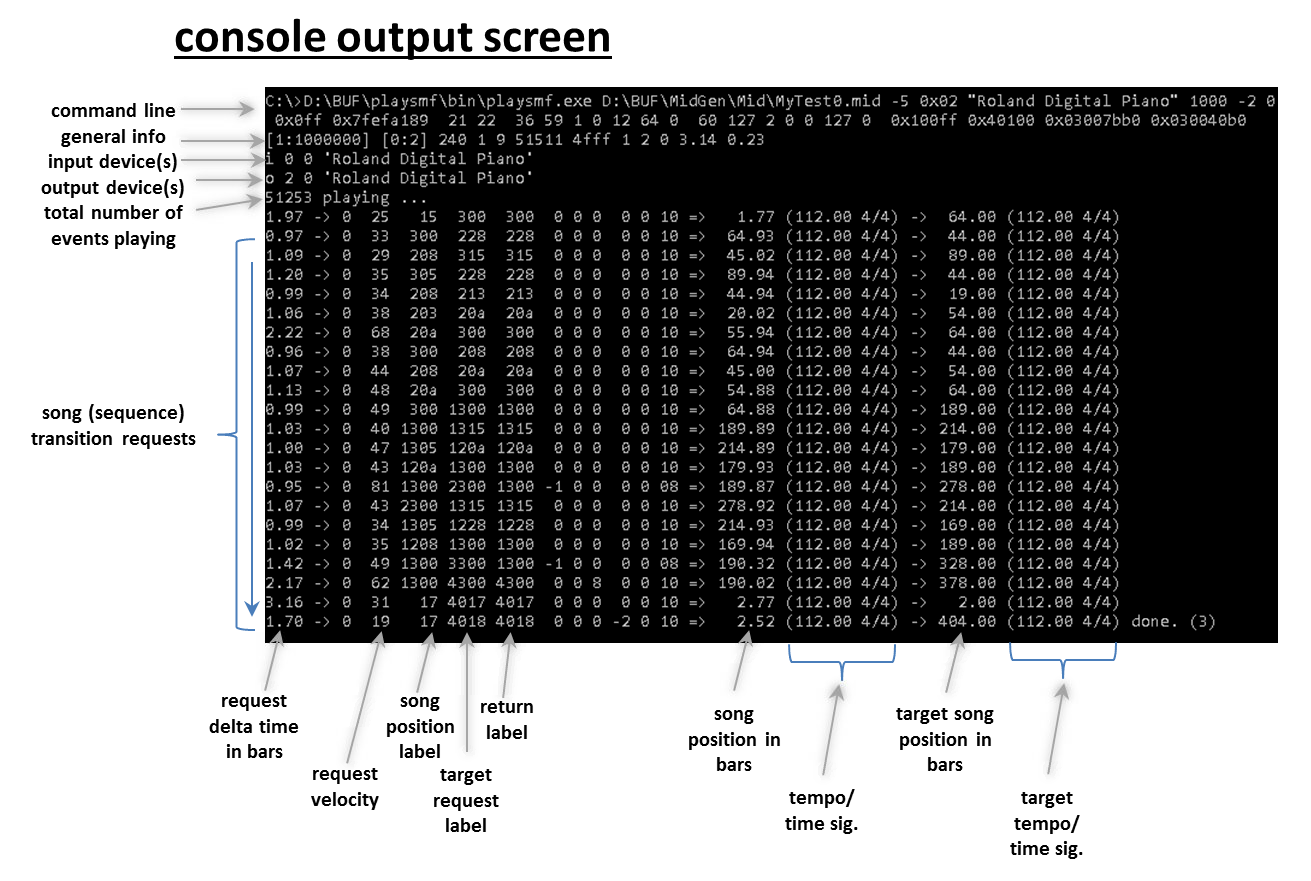 console output screen
command line
general info
input device(s)
output device(s)
total number of
events playing
C:\>D:\BUF\playsmf\bin\playsmf.exe D:\BUF\MidGen\Mid\MyTest0.mid -5 0x02 "Roland Digital Piano" 1000 -2 0
0x0ff 0x7fefa189 21 22 36 59 1 0 12 64 0 60 127 2 0 0 127 0 0x100ff 0x40100 0x03007bb0 0x030040b0
[1:1000000] [0:2] 240 1 9 51511 4fff 1 2 0 3.14 0.23
i 0 0 'Roland Digital Piano'
o 2 0 'Roland Digital Piano'
51253 playing ...
1.97 -> 0 25 15 300 300 0 0 0 0 0 10 => 1.77 (112.00 4/4) -> 64.00 (112.00 4/4)
0.97 -> 0 33 300 228 228 0 0 0 0 0 10 => 64.93 (112.00 4/4) -> 44.00 (112.00 4/4)
1.09 -> 0 29 208 315 315 0 0 0 0 0 10 => 45.02 (112.00 4/4) -> 89.00 (112.00 4/4)
1.20 -> 0 35 305 228 228 0 0 0 0 0 10 => 89.94 (112.00 4/4) -> 44.00 (112.00 4/4)
0.99 -> 0 34 208 213 213 0 0 0 0 0 10 => 44.94 (112.00 4/4) -> 19.00 (112.00 4/4)
1.06 -> 0 38 203 20a 20a 0 0 0 0 0 10 => 20.02 (112.00 4/4) -> 54.00 (112.00 4/4)
2.22 -> 0 68 20a 300 300 0 0 0 0 0 10 => 55.94 (112.00 4/4) -> 64.00 (112.00 4/4)
0.96 -> 0 38 300 208 208 0 0 0 0 0 10 => 64.94 (112.00 4/4) -> 44.00 (112.00 4/4)
1.07 -> 0 44 208 20a 20a 0 0 0 0 0 10 => 45.00 (112.00 4/4) -> 54.00 (112.00 4/4)
1.13 -> 0 48 20a 300 300 0 0 0 0 0 10 => 54.88 (112.00 4/4) -> 64.00 (112.00 4/4)
0.99 -> 0 49 300 1300 1300 0 0 0 0 0 10 => 64.88 (112.00 4/4) -> 189.00 (112.00 4/4)
1.03 -> 0 40 1300 1315 1315 0 0 0 0 0 10 => 189.89 (112.00 4/4) -> 214.00 (112.00 4/4)
1.00 -> 0 47 1305 120a 120a 0 0 0 0 0 10 => 214.89 (112.00 4/4) -> 179.00 (112.00 4/4)
1.03 -> 0 43 120a 1300 1300 0 0 0 0 0 10 => 179.93 (112.00 4/4) -> 189.00 (112.00 4/4)
0.95 -> 0 81 1300 2300 1300 -1 0 0 0 0 08 => 189.87 (112.00 4/4) -> 278.00 (112.00 4/4)
1.07 -> 0 43 2300 1315 1315 0 0 0 0 0 10 => 278.92 (112.00 4/4) -> 214.00 (112.00 4/4)
0.99 -> 0 34 1305 1228 1228 0 0 0 0 0 10 => 214.93 (112.00 4/4) -> 169.00 (112.00 4/4)
1.02 -> 0 35 1208 1300 1300 0 0 0 0 0 10 => 169.94 (112.00 4/4) -> 189.00 (112.00 4/4)
1.42 -> 0 49 1300 3300 1300 -1 0 0 0 0 08 => 190.32 (112.00 4/4) -> 328.00 (112.00 4/4)
2.17 -> 0 62 1300 4300 4300 0 0 8 0 0 10 => 190.02 (112.00 4/4) -> 378.00 (112.00 4/4)
3.16 -> 0 31 17 4017 4017 0 0 0 0 0 10 => 2.77 (112.00 4/4) -> 2.00 (112.00 4/4)
1.70 -> 0 19 17 4018 4018 0 0 0 -2 0 10 => 2.52 (112.00 4/4) -> 404.00 (112.00 4/4) done. (3)
song (sequence)
transition requests
request
delta time
in bars
request
velocity
song
position
label
target
request
label
return
label
song
position in
bars
tempo/
time sig.
target song
position in
bars
target
tempo/
time sig.